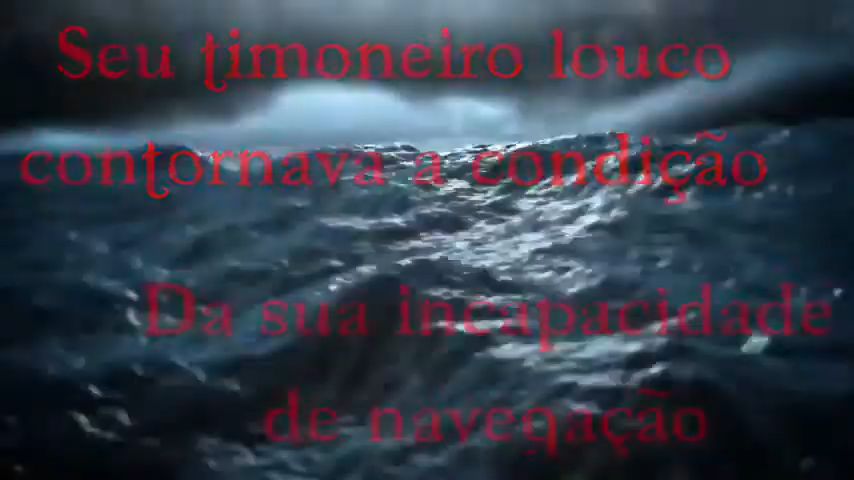 Seu timoneiro louco
contornava a condição
Da sua incapacidade
de navegação